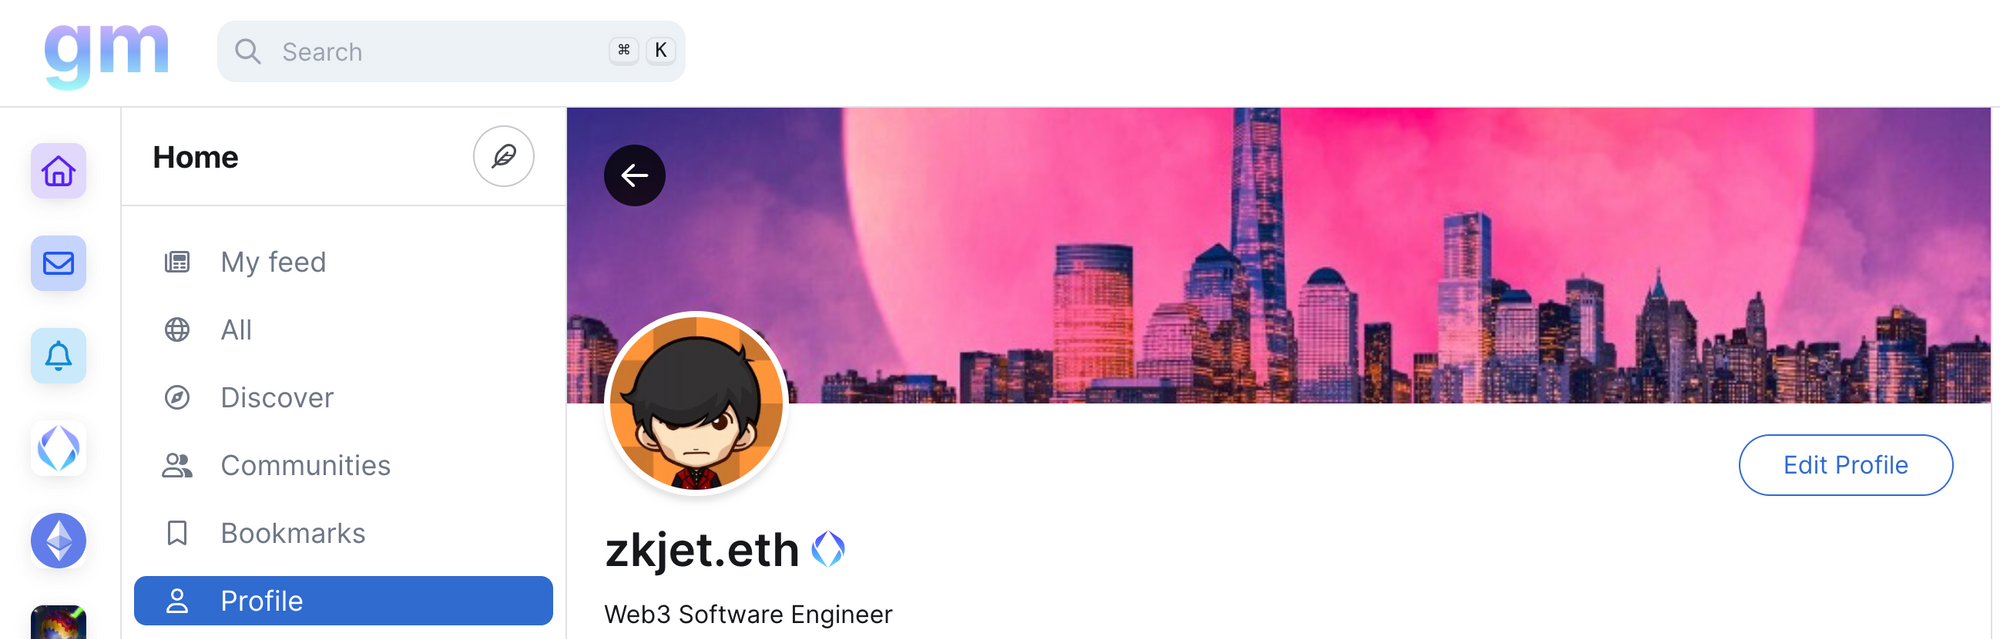 gm
Search
⌘ K
Home
My feed
All
Discover
Communities
Bookmarks
Profile
Edit Profile
zkjet.eth
Web3 Software Engineer